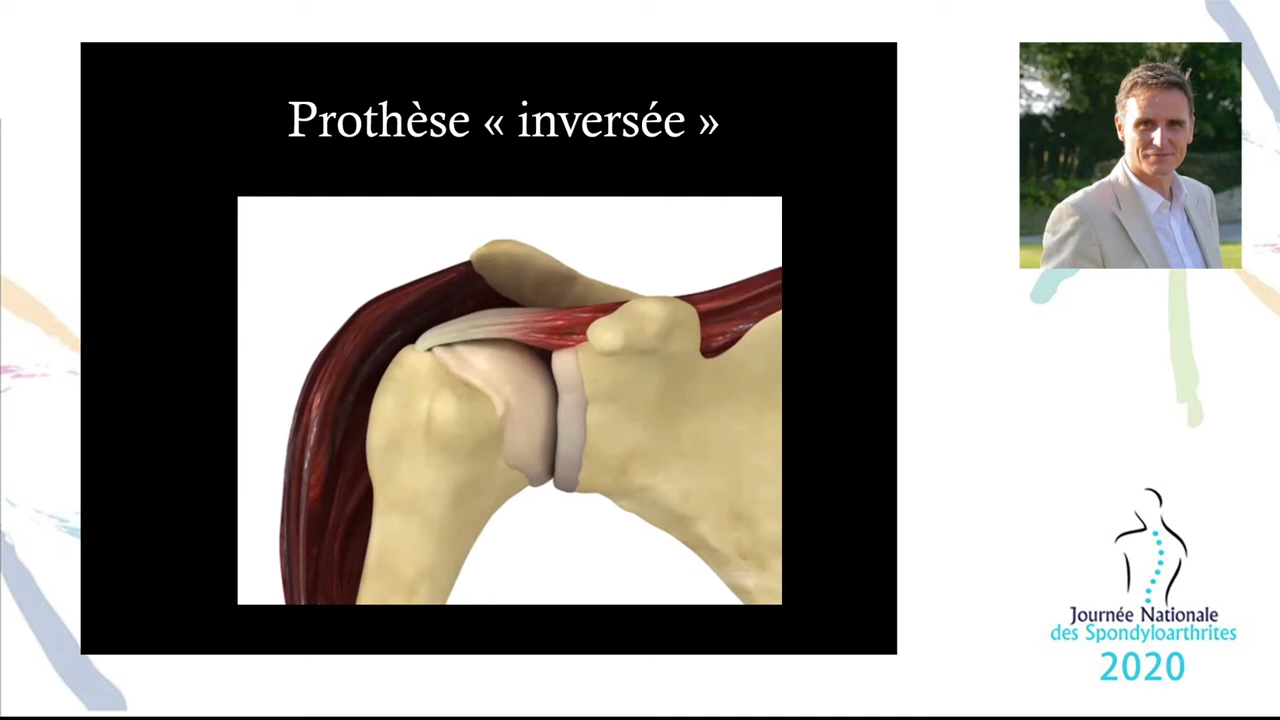 Prothèse « inversée »
Journée Nationale
des Spondyloarthrites
2020